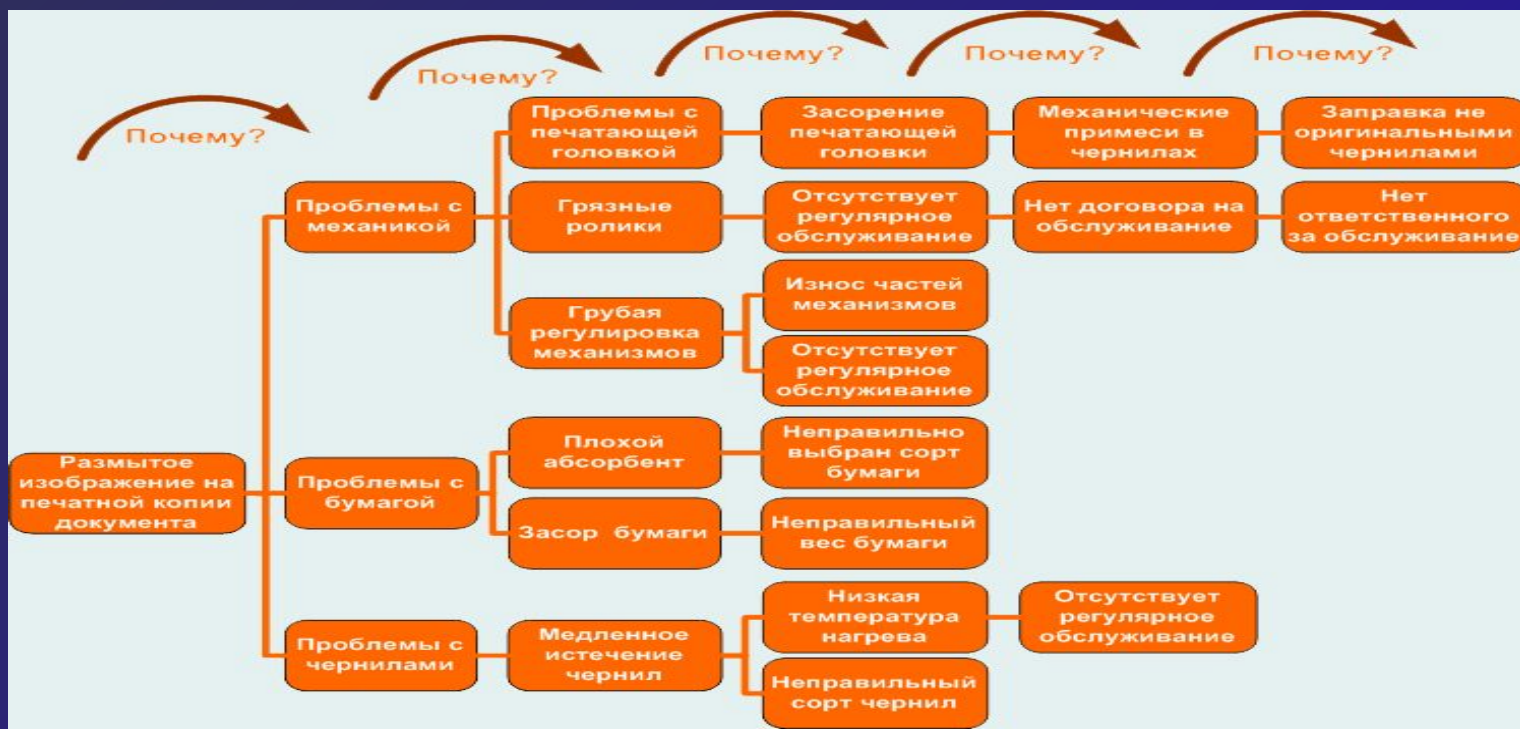 Почему?
Почему?
Почему?
Почему?
Почему?
Проблемы с
печатающей
головкой
Засорение
печатающей
головки
Механические
примеси в
чернилах
Заправка не
оригинальными
чернилами
Проблемы с
механикой
Грязные
ролики
Отсутствует
регулярное
обслуживание
Нет договора на
обслуживание
Нет
ответственного
за обслуживание
Грубая
регулировка
механизмов
Износ частей
механизмов
Отсутствует
регулярное
обслуживание
Размытое
изображение на
печатной копии
документа
Проблемы с
бумагой
Плохой
абсорбент
Неправильно
выбран сорт
бумаги
Засор бумаги
Неправильный
вес бумаги
Проблемы с
чернилами
Медленное
истечение
чернил
Низкая
температура
нагрева
Отсутствует
регулярное
обслуживание
Неправильный
сорт чернил